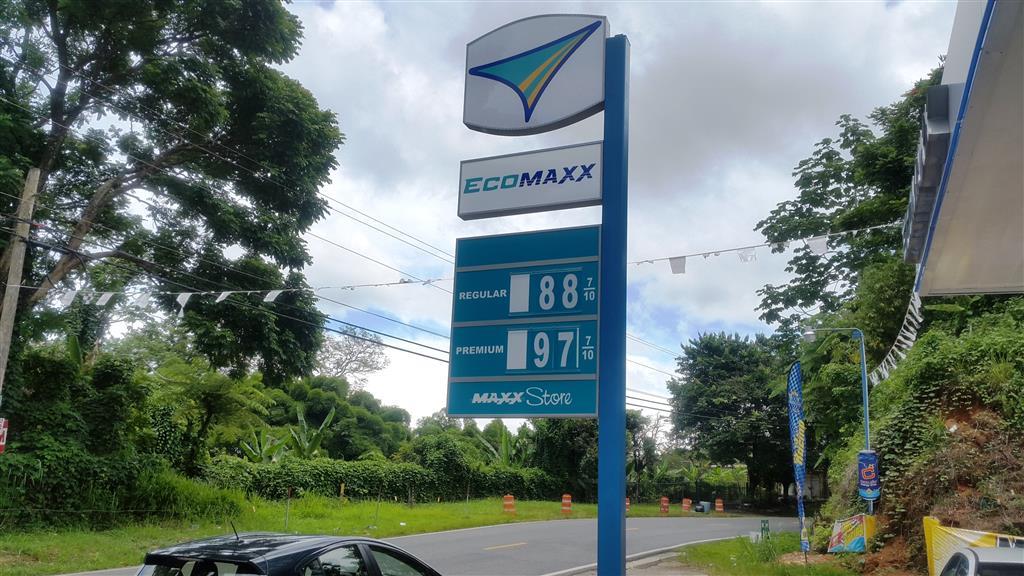 ECOMAXX
REGULAR 88 7/10
PREMIUM 97 7/10
MAXX Store